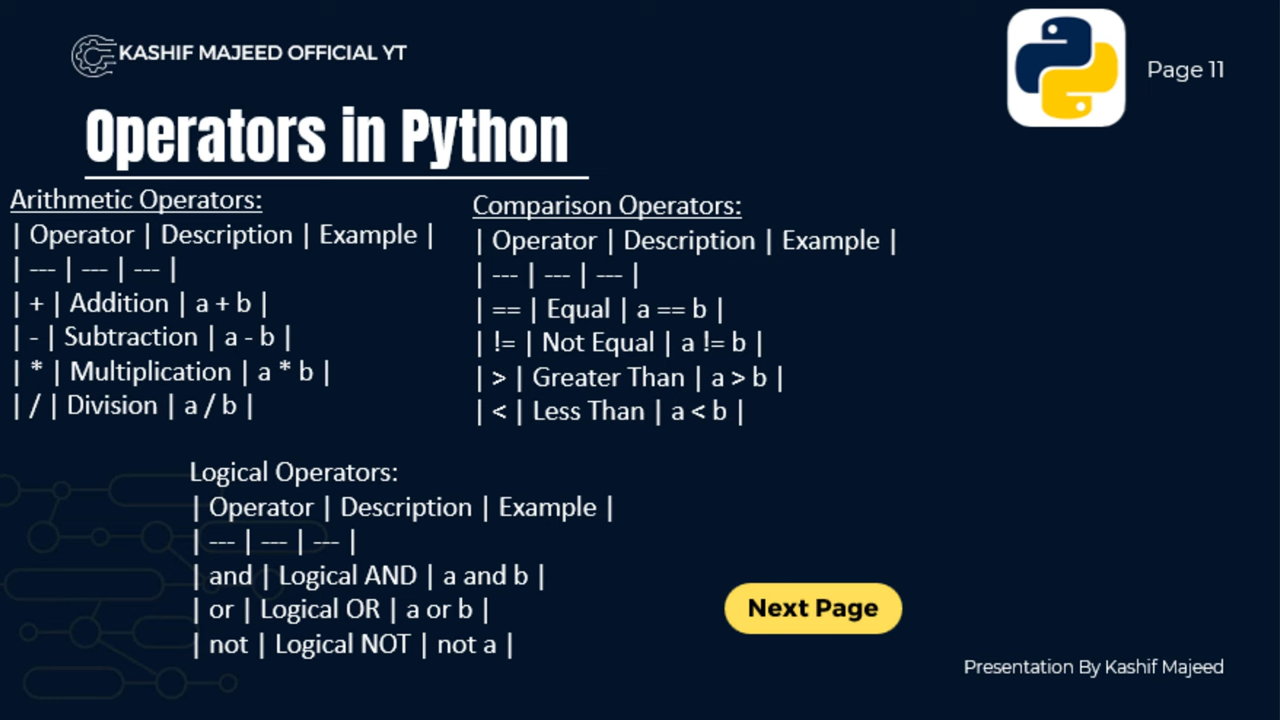 KASHIF MAJEED OFFICIAL YT
Page 11
Operators in Python
Arithmetic Operators:
| Operator | Description | Example |
| --- | --- | --- |
| + | Addition | a + b |
| - | Subtraction | a - b |
| * | Multiplication | a * b |
| / | Division | a / b |
Comparison Operators:
| Operator | Description | Example |
| --- | --- | --- |
| == | Equal | a == b |
| != | Not Equal | a != b |
| > | Greater Than | a > b |
| < | Less Than | a < b |
Logical Operators:
| Operator | Description | Example |
| --- | --- | --- |
| and | Logical AND | a and b |
| or | Logical OR | a or b |
| not | Logical NOT | not a |
Next Page
Presentation By Kashif Majeed